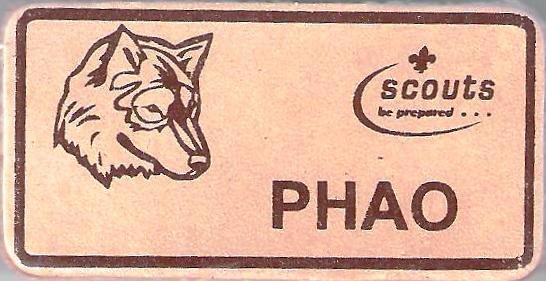 scouts
be prepared . . .
PHAO